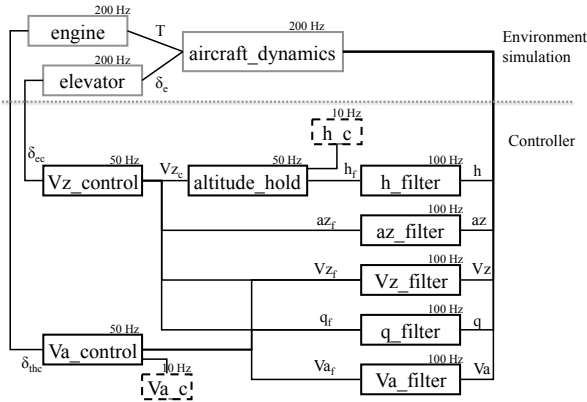 200 Hz
engine
T
200 Hz
aircraft_dynamics
Environment
simulation
200 Hz
elevator
δe
10 Hz
h_c
Controller
δec
50 Hz
Vz_control
Vzc
50 Hz
altitude_hold
hf
100 Hz
h_filter
h
azf
100 Hz
az_filter
az
Vzf
100 Hz
Vz_filter
Vz
qf
100 Hz
q_filter
q
50 Hz
Va_control
δthc
10 Hz
Va_c
Vaf
100 Hz
Va_filter
Va